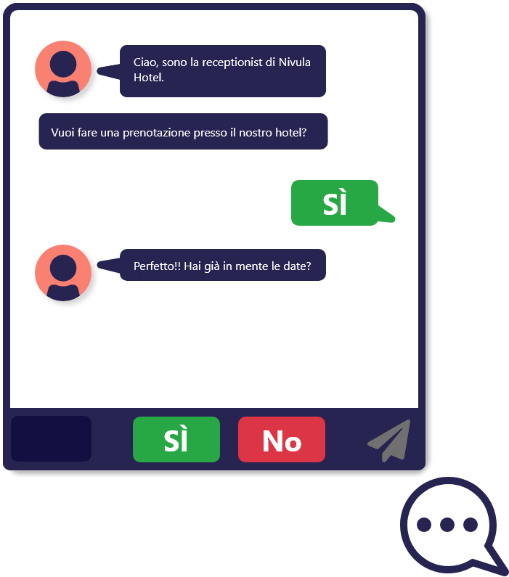 Ciao, sono la receptionist di Nivula
Hotel.
Vuoi fare una prenotazione presso il nostro hotel?
SÌ
Perfetto!! Hai già in mente le date?
SÌ
No